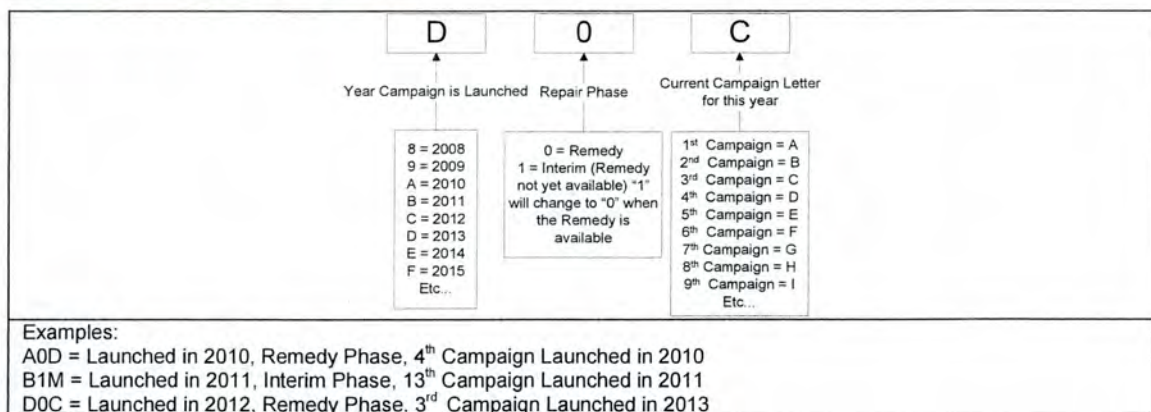 D 0 C
Year Campaign is Launched Repair Phase Current Campaign Letter
for this year
8 = 2008
9 = 2009
A = 2010
B = 2011
C = 2012
D = 2013
E = 2014
F = 2015
Etc...
0 = Remedy
1 = Interim (Remedy
not yet available) "1"
will change to "0" when
the Remedy is
available
1st Campaign = A
2nd Campaign = B
3rd Campaign = C
4th Campaign = D
5th Campaign = E
6th Campaign = F
7th Campaign = G
8th Campaign = H
9th Campaign = I
Etc...
Examples:
A0D = Launched in 2010, Remedy Phase, 4th Campaign Launched in 2010
B1M = Launched in 2011, Interim Phase, 13th Campaign Launched in 2011
D0C = Launched in 2012, Remedy Phase, 3rd Campaign Launched in 2013